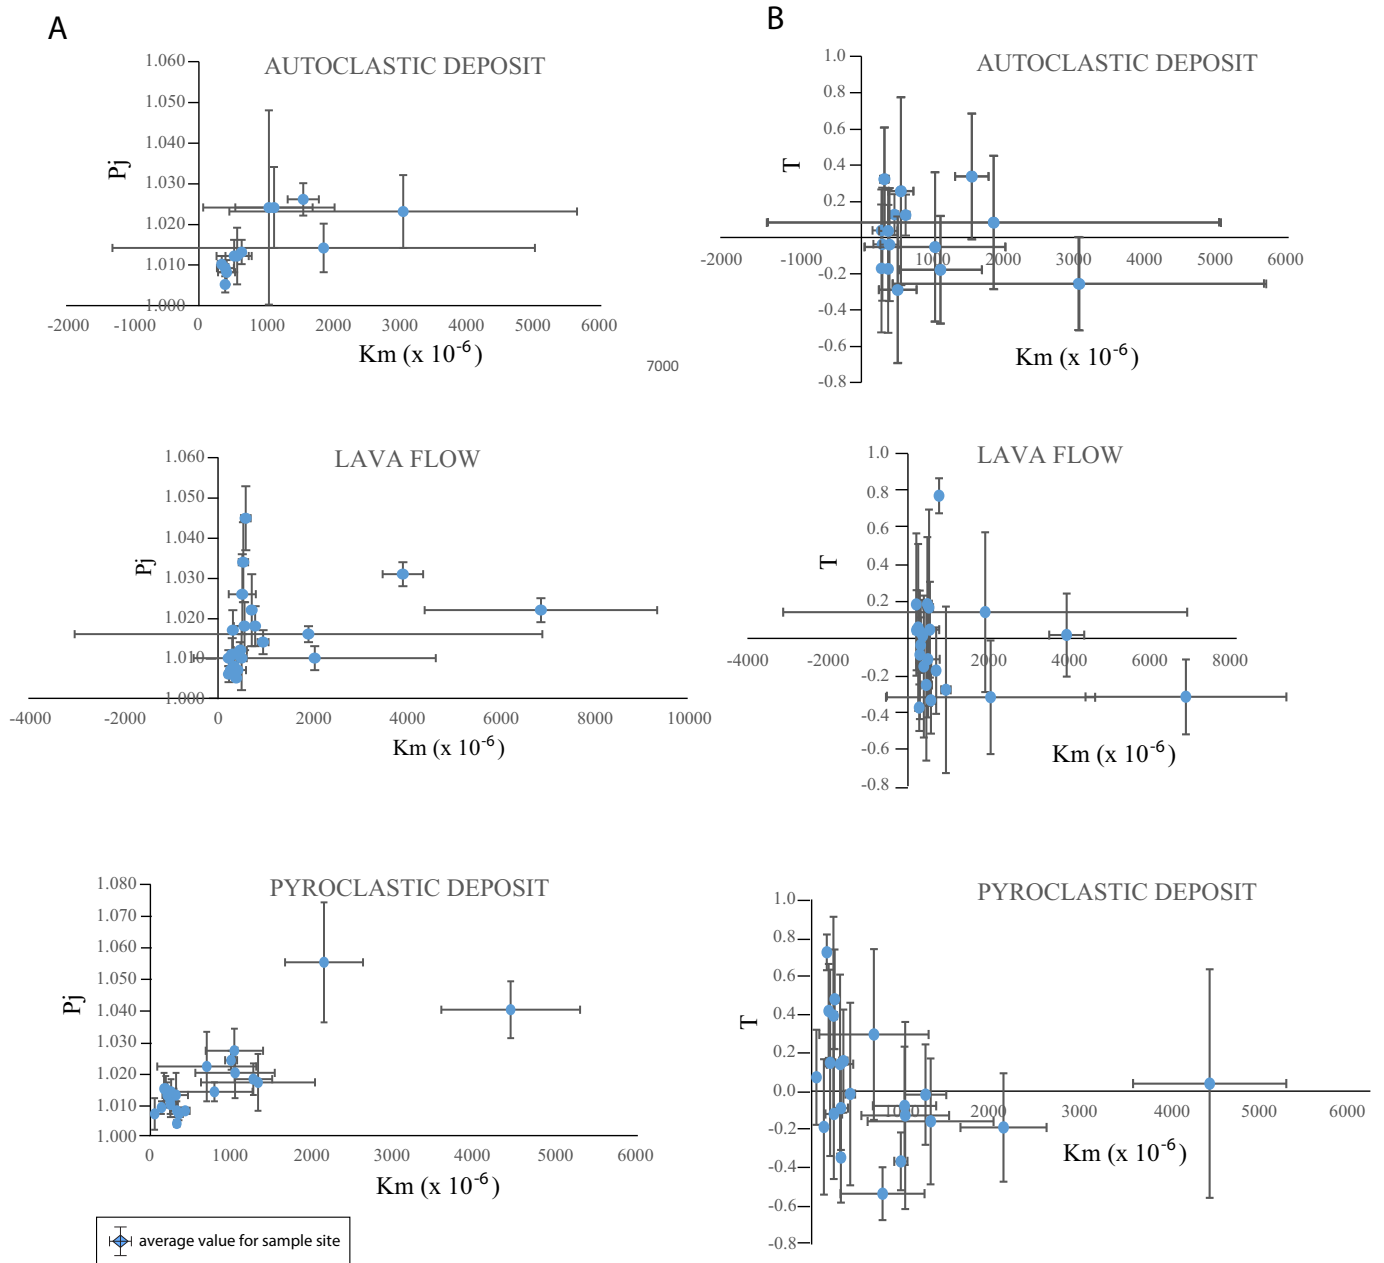 A
B
AUTOCLASTIC DEPOSIT
1.060
1.050
1.040
1.030
1.020
1.010
1.000
Pj
-2000 -1000 0 1000 2000 3000 4000 5000 6000
Km (x 10-6)
7000
AUTOCLASTIC DEPOSIT
1.0
0.8
0.6
0.4
0.2
-0.2
-0.4
-0.6
-0.8
T
-2000 -1000 1000 2000 3000 4000 5000 6000
Km (x 10-6)
LAVA FLOW
1.060
1.050
1.040
1.030
1.020
1.010
1.000
Pj
-4000 -2000 0 2000 4000 6000 8000 10000
Km (x 10-6)
LAVA FLOW
1.0
0.8
0.6
0.4
0.2
-0.2
-0.4
-0.6
-0.8
T
-4000 -2000 2000 4000 6000 8000
Km (x 10-6)
PYROCLASTIC DEPOSIT
1.080
1.070
1.060
1.050
1.040
1.030
1.020
1.010
1.000
Pj
0 1000 2000 3000 4000 5000 6000
Km (x 10-6)
PYROCLASTIC DEPOSIT
1.0
0.8
0.6
0.4
0.2
0.0
-0.2
-0.4
-0.6
-0.8
T
1000 2000 3000 4000 5000 6000
Km (x 10-6)
average value for sample site